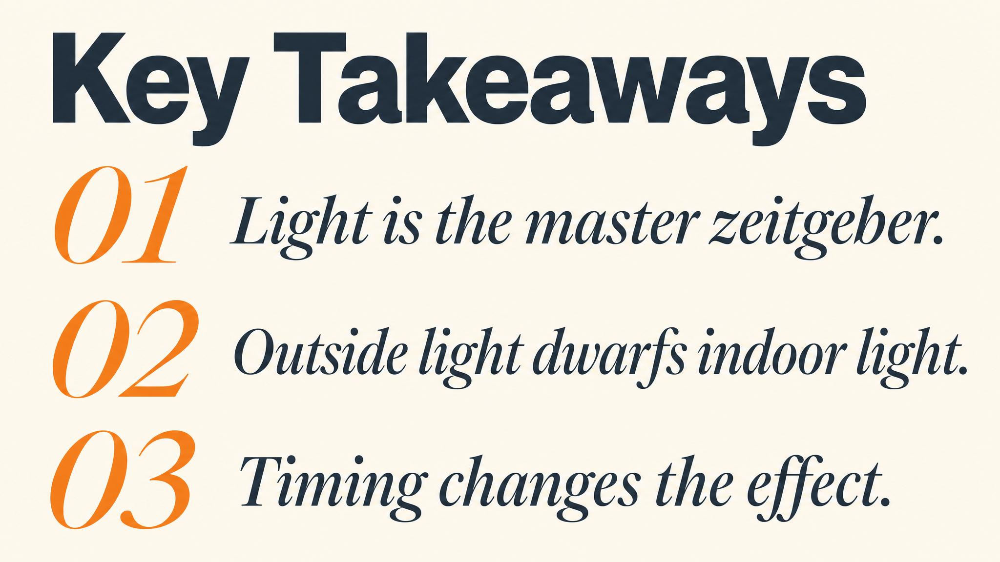 Key Takeaways
01 Light is the master zeitgeber.
02 Outside light dwarfs indoor light.
03 Timing changes the effect.